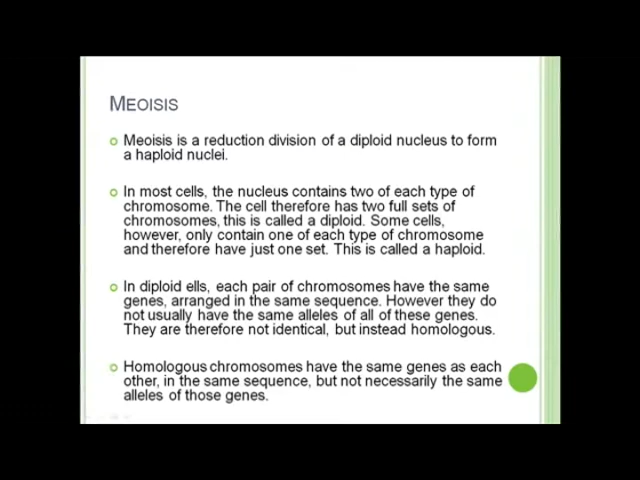 MEOISIS
Meoisis is a reduction division of a diploid nucleus to form
a haploid nuclei.
In most cells, the nucleus contains two of each type of
chromosome. The cell therefore has two full sets of
chromosomes, this is called a diploid. Some cells,
however, only contain one of each type of chromosome
and therefore have just one set. This is called a haploid.
In diploid ells, each pair of chromosomes have the same
genes, arranged in the same sequence. However they do
not usually have the same alleles of all of these genes.
They are therefore not identical, but instead homologous.
Homologous chromosomes have the same genes as each
other, in the same sequence, but not necessarily the same
alleles of those genes.